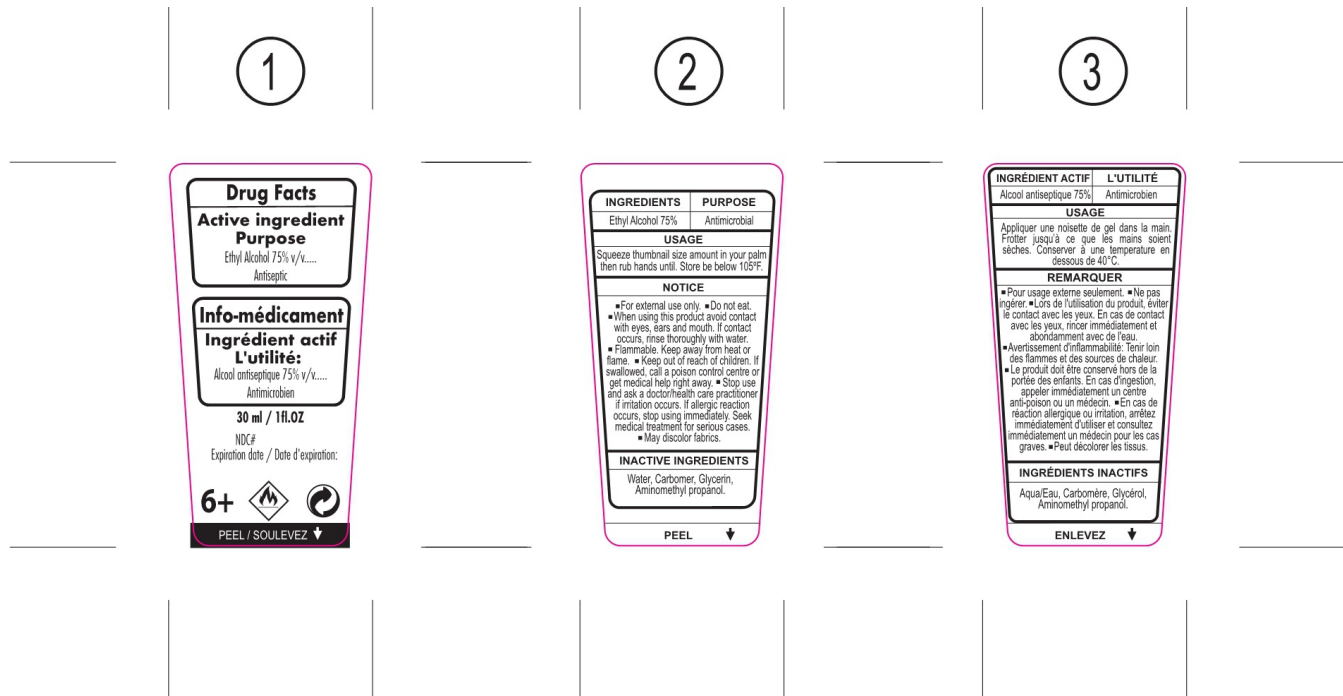 1
Drug Facts
Active ingredient
Purpose
Ethyl Alcohol 75% v/v.....
Antiseptic
Info-médicament
Ingrédient actif
L'utilité:
Alcool antiseptique 75% v/v.....
Antimicrobien
30 ml / 1fl.OZ
NDC#
Expiration date / Date d'expiration:
6+
PEEL / SOULEVEZ
2
INGREDIENTS PURPOSE
Ethyl Alcohol 75% Antimicrobial
USAGE
Squeeze thumbnail size amount in your palm
then rub hands until. Store be below 105ºF.
NOTICE
▪For external use only. ▪Do not eat.
▪When using this product avoid contact
with eyes, ears and mouth. If contact
occurs, rinse thoroughly with water.
▪ Flammable. Keep away from heat or
flame. ▪ Keep out of reach of children. If
swallowed, call a poison control centre or
get medical help right away. ▪ Stop use
and ask a doctor/health care practitioner
if irritation occurs. If allergic reaction
occurs, stop using immediately. Seek
medical treatment for serious cases.
▪ May discolor fabrics.
INACTIVE INGREDIENTS
Water, Carbomer, Glycerin,
Aminomethyl propanol.
PEEL
3
INGRÉDIENT ACTIF L'UTILITÉ
Alcool antiseptique 75% Antimicrobien
USAGE
Appliquer une noisette de gel dans la main.
Frotter jusqu'à ce que les mains soient
sèches. Conserver à une temperature en
dessous de 40°C.
REMARQUER
▪ Pour usage externe seulement. ▪Ne pas
ingérer. ▪Lors de l'utilisation du produit, éviter
le contact avec les yeux. En cas de contact
avec les yeux, rincer immédiatement et
abondamment avec de l'eau.
▪Avertissement d'inflammabilité: Tenir loin
des flammes et des sources de chaleur.
▪ Le produit doit être conservé hors de la
portée des enfants. En cas d'ingestion,
appeler immédiatement un centre
anti-poison ou un médecin. ▪En cas de
réaction allergique ou irritation, arrêtez
immédiatement d'utiliser et consultez
immédiatement un médecin pour les cas
graves. ▪Peut décolorer les tissus.
INGRÉDIENTS INACTIFS
Aqua/Eau, Carbomère, Glycérol,
Aminomethyl propanol.
ENLEVEZ